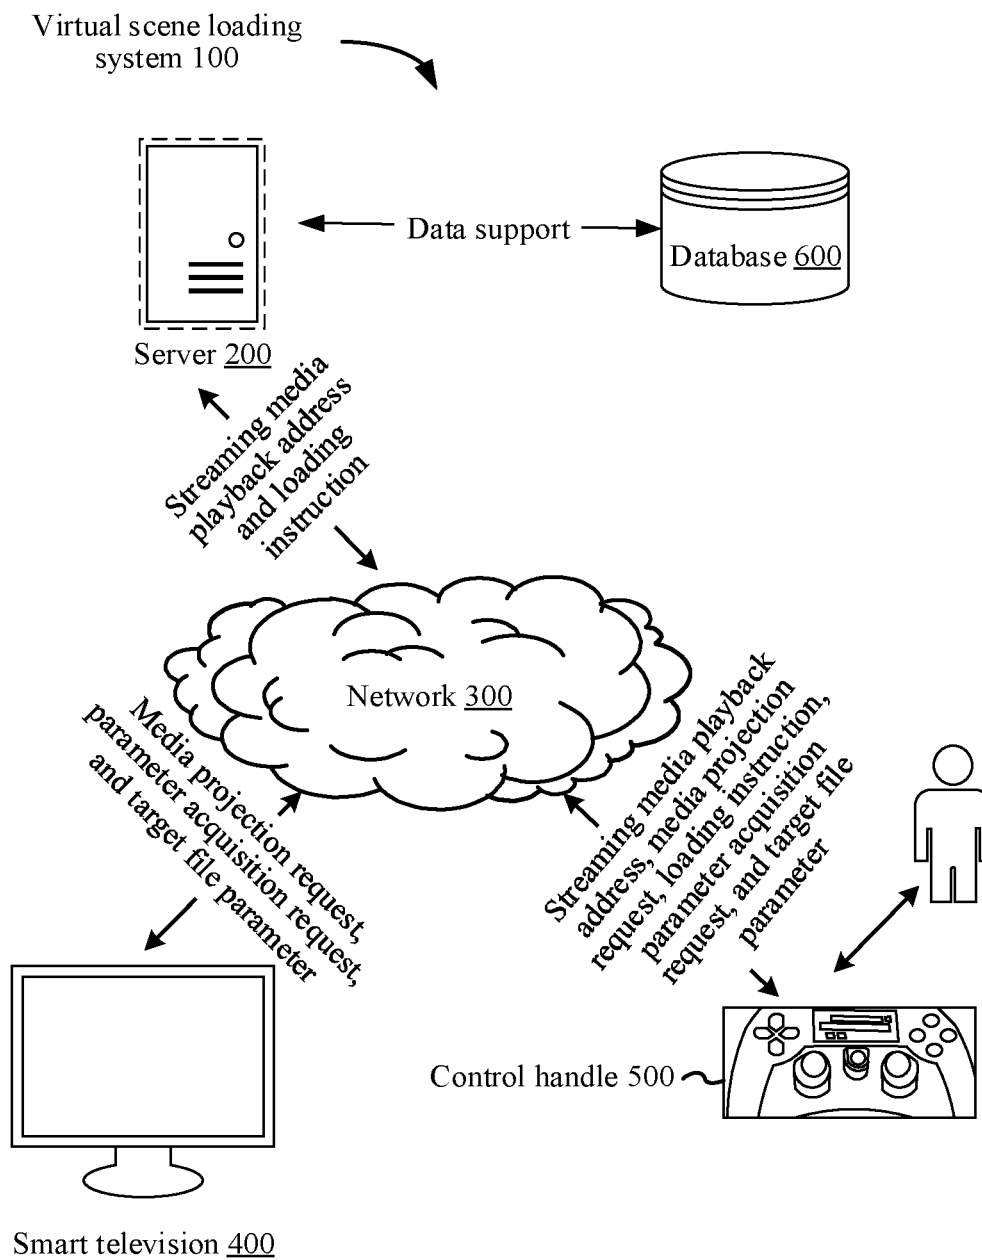 Virtual scene loading
system 100
Data support
Database 600
Server 200
Streaming media
playback address
and loading
instruction
Network 300
Media projection request,
parameter acquisition request,
and target file parameter
Streaming media playback
address, media projection
request, loading instruction,
parameter acquisition
request, and target file
parameter
Control handle 500
Smart television 400